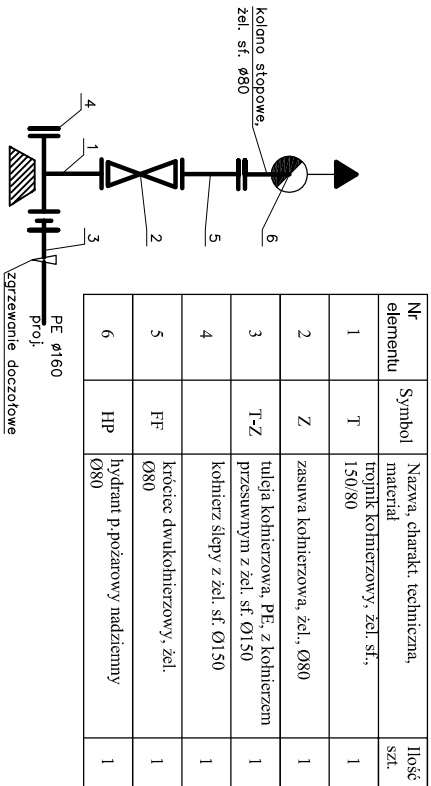 kolano stopowe,
żel. sf. ø80
4
1
2
5
6
3
PE ø160
proj.
zgrzewanie doczołowe
Nr
elementu
Symbol
Nazwa, charakt. techniczna,
materiał
Ilość
szt.
1
T
trojnik kołnierzowy, żel. sf.,
150/80
1
2
Z
zasuwa kołnierzowa, żel., Ø80
1
3
T-Z
tuleja kołnierzowa, PE, z kołnierzem
przesuwnym z żel. sf. Ø150
1
4
kołnierz ślepy z żel. sf. Ø150
1
5
FF
króciec dwukołnierzowy, żel.
Ø80
1
6
HP
hydrant p.pożarowy nadziemny
Ø80
1